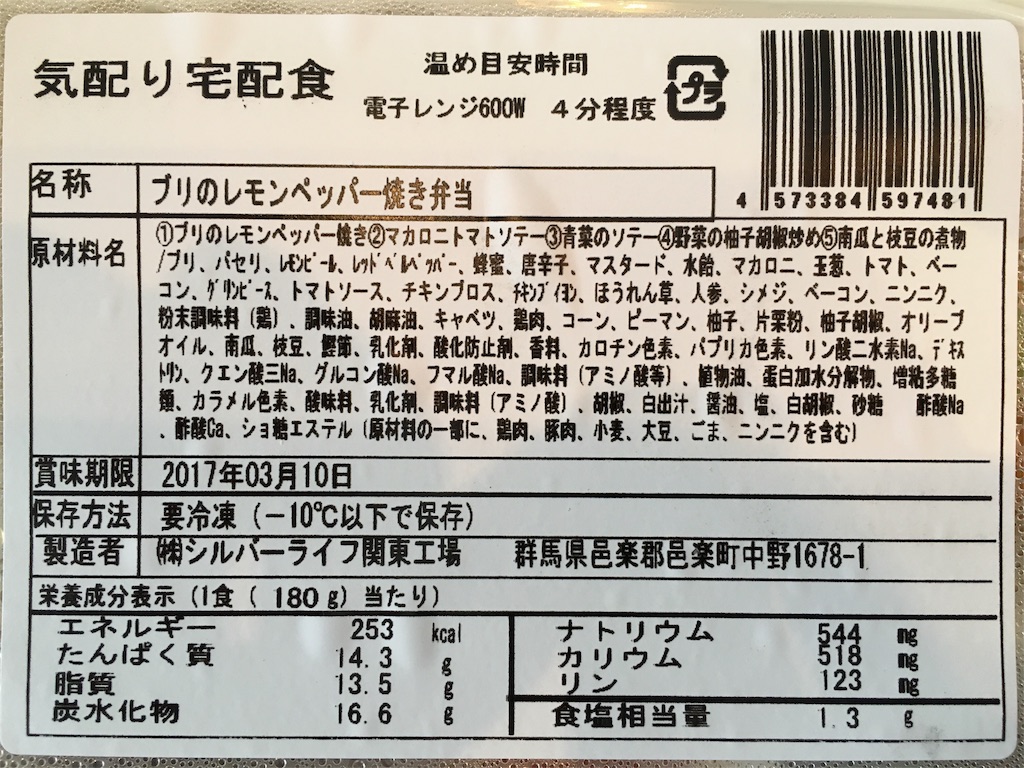 気配り宅配食
温め目安時間
電子レンジ600W 4分程度
プラ
4 573384 597481
名称 ブリのレモンペッパー焼き弁当
原材料名 ①ブリのレモンペッパー焼き②マカロニトマトソテー③青菜のソテー④野菜の柚子胡椒炒め⑤南瓜と枝豆の煮物
/ブリ、パセリ、レモンピール、レッドベルペッパー、蜂蜜、唐辛子、マスタード、水飴、マカロニ、玉葱、トマト、ベー
コン、グリンピース、トマトソース、チキンブロス、チキンブイヨン、ほうれん草、人参、シメジ、ベーコン、ニンニク、
粉末調味料(鶏)、調味油、胡麻油、キャベツ、鶏肉、コーン、ピーマン、柚子、片栗粉、柚子胡椒、オリーブ
オイル、南瓜、枝豆、鰹節、乳化剤、酸化防止剤、香料、カロチン色素、パプリカ色素、リン酸二水素Na、デキス
トリン、クエン酸三Na、グルコン酸Na、フマル酸Na、調味料(アミノ酸等)、植物油、蛋白加水分解物、増粘多糖
類、カラメル色素、酸味料、乳化剤、調味料(アミノ酸)、胡椒、白出汁、醤油、塩、白胡椒、砂糖 酢酸Na
、酢酸Ca、ショ糖エステル(原材料の一部に、鶏肉、豚肉、小麦、大豆、ごま、ニンニクを含む)
賞味期限 2017年03月10日
保存方法 要冷凍(-10℃以下で保存)
製造者 ㈱シルバーライフ関東工場 群馬県邑楽郡邑楽町中野1678-1
栄養成分表示(1食( 180g)当たり)
エネルギー 253 kcal
たんぱく質 14.3 g
脂質 13.5 g
炭水化物 16.6 g
ナトリウム 544 mg
カリウム 518 mg
リン 123 mg
食塩相当量 1.3 g